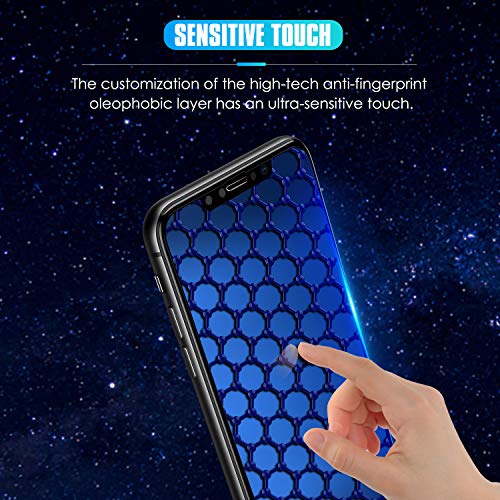 SENSITIVE TOUCH
The customization of the high-tech anti-fingerprint
oleophobic layer has an ultra-sensitive touch.